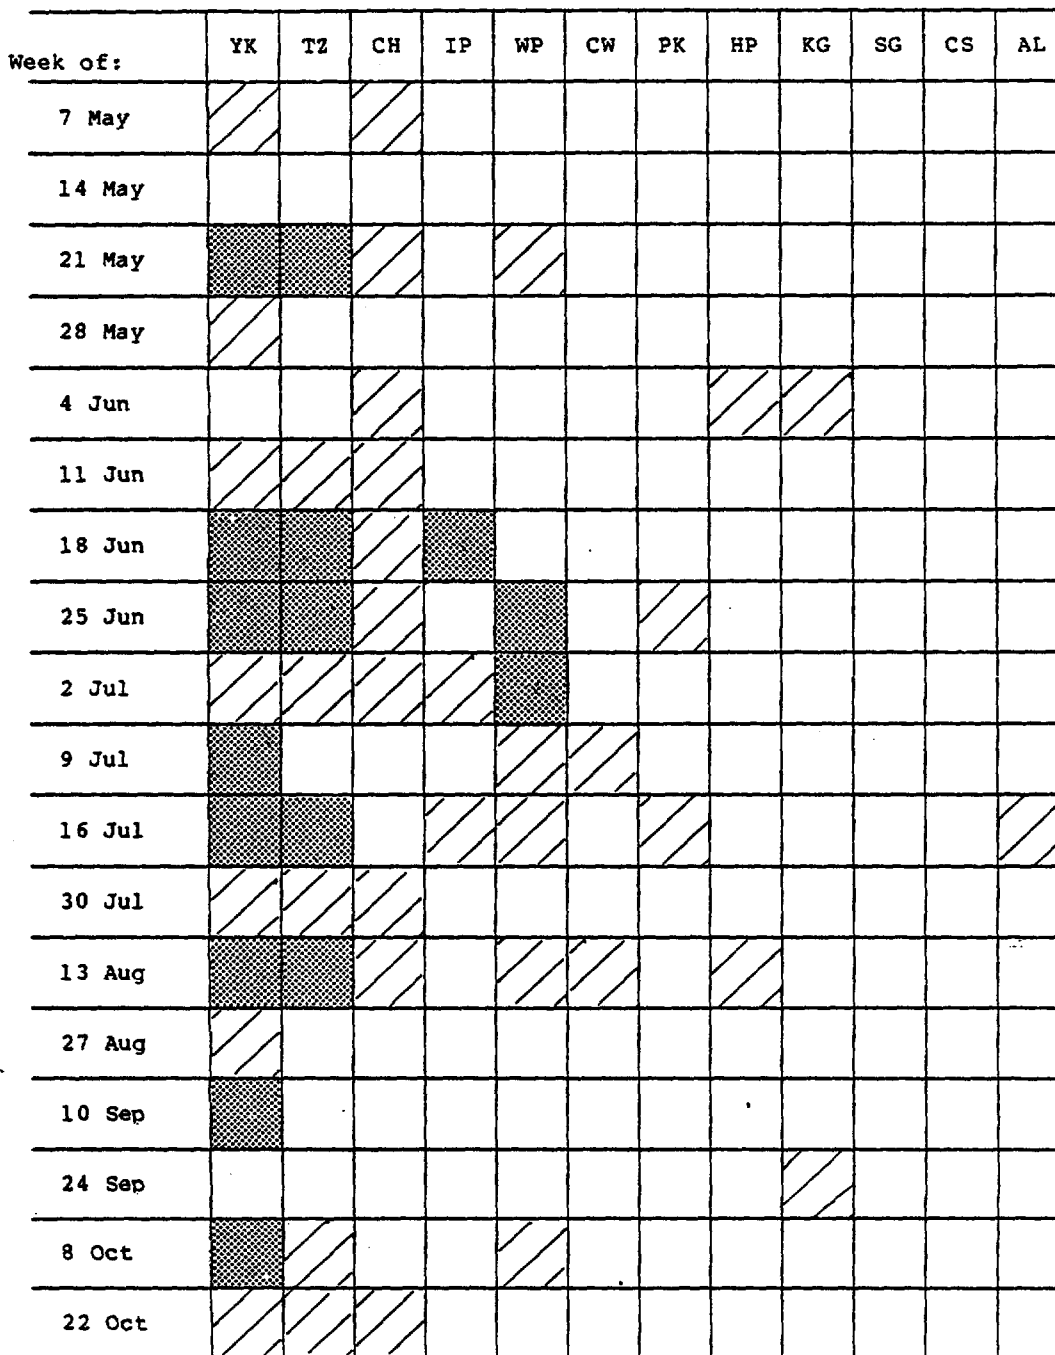 YK TZ CH IP WP CW PK HP KG SG CS AL
Week of:
7 May
14 May
21 May
28 May
4 Jun
11 Jun
18 Jun
25 Jun
2 Jul
9 Jul
16 Jul
30 Jul
13 Aug
27 Aug
10 Sep
24 Sep
8 Oct
22 Oct